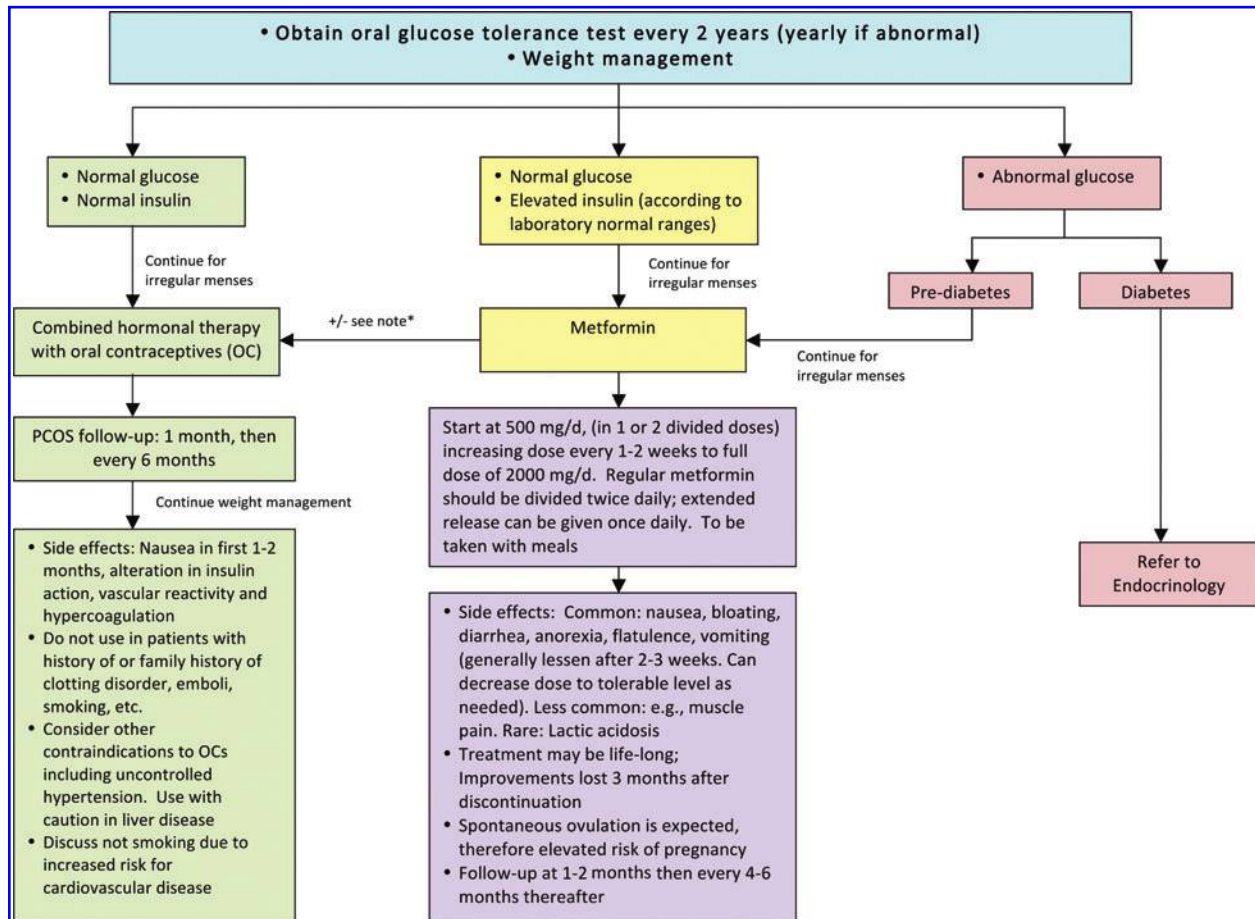 • Obtain oral glucose tolerance test every 2 years (yearly if abnormal)
• Weight management
• Normal glucose
• Normal insulin
• Normal glucose
• Elevated insulin (according to
laboratory normal ranges)
• Abnormal glucose
Continue for
irregular menses
Continue for
irregular menses
Pre-diabetes
Diabetes
Combined hormonal therapy
with oral contraceptives (OC)
+/- see note*
Metformin
Continue for
irregular menses
PCOS follow-up: 1 month, then
every 6 months
Continue weight management
Start at 500 mg/d, (in 1 or 2 divided doses)
increasing dose every 1-2 weeks to full
dose of 2000 mg/d. Regular metformin
should be divided twice daily; extended
release can be given once daily. To be
taken with meals
Refer to
Endocrinology
• Side effects: Nausea in first 1-2
months, alteration in insulin
action, vascular reactivity and
hypercoagulation
• Do not use in patients with
history of or family history of
clotting disorder, emboli,
smoking, etc.
• Consider other
contraindications to OCs
including uncontrolled
hypertension. Use with
caution in liver disease
• Discuss not smoking due to
increased risk for
cardiovascular disease
• Side effects: Common: nausea, bloating,
diarrhea, anorexia, flatulence, vomiting
(generally lessen after 2-3 weeks. Can
decrease dose to tolerable level as
needed). Less common: e.g., muscle
pain. Rare: Lactic acidosis
• Treatment may be life-long;
Improvements lost 3 months after
discontinuation
• Spontaneous ovulation is expected,
therefore elevated risk of pregnancy
• Follow-up at 1-2 months then every 4-6
months thereafter